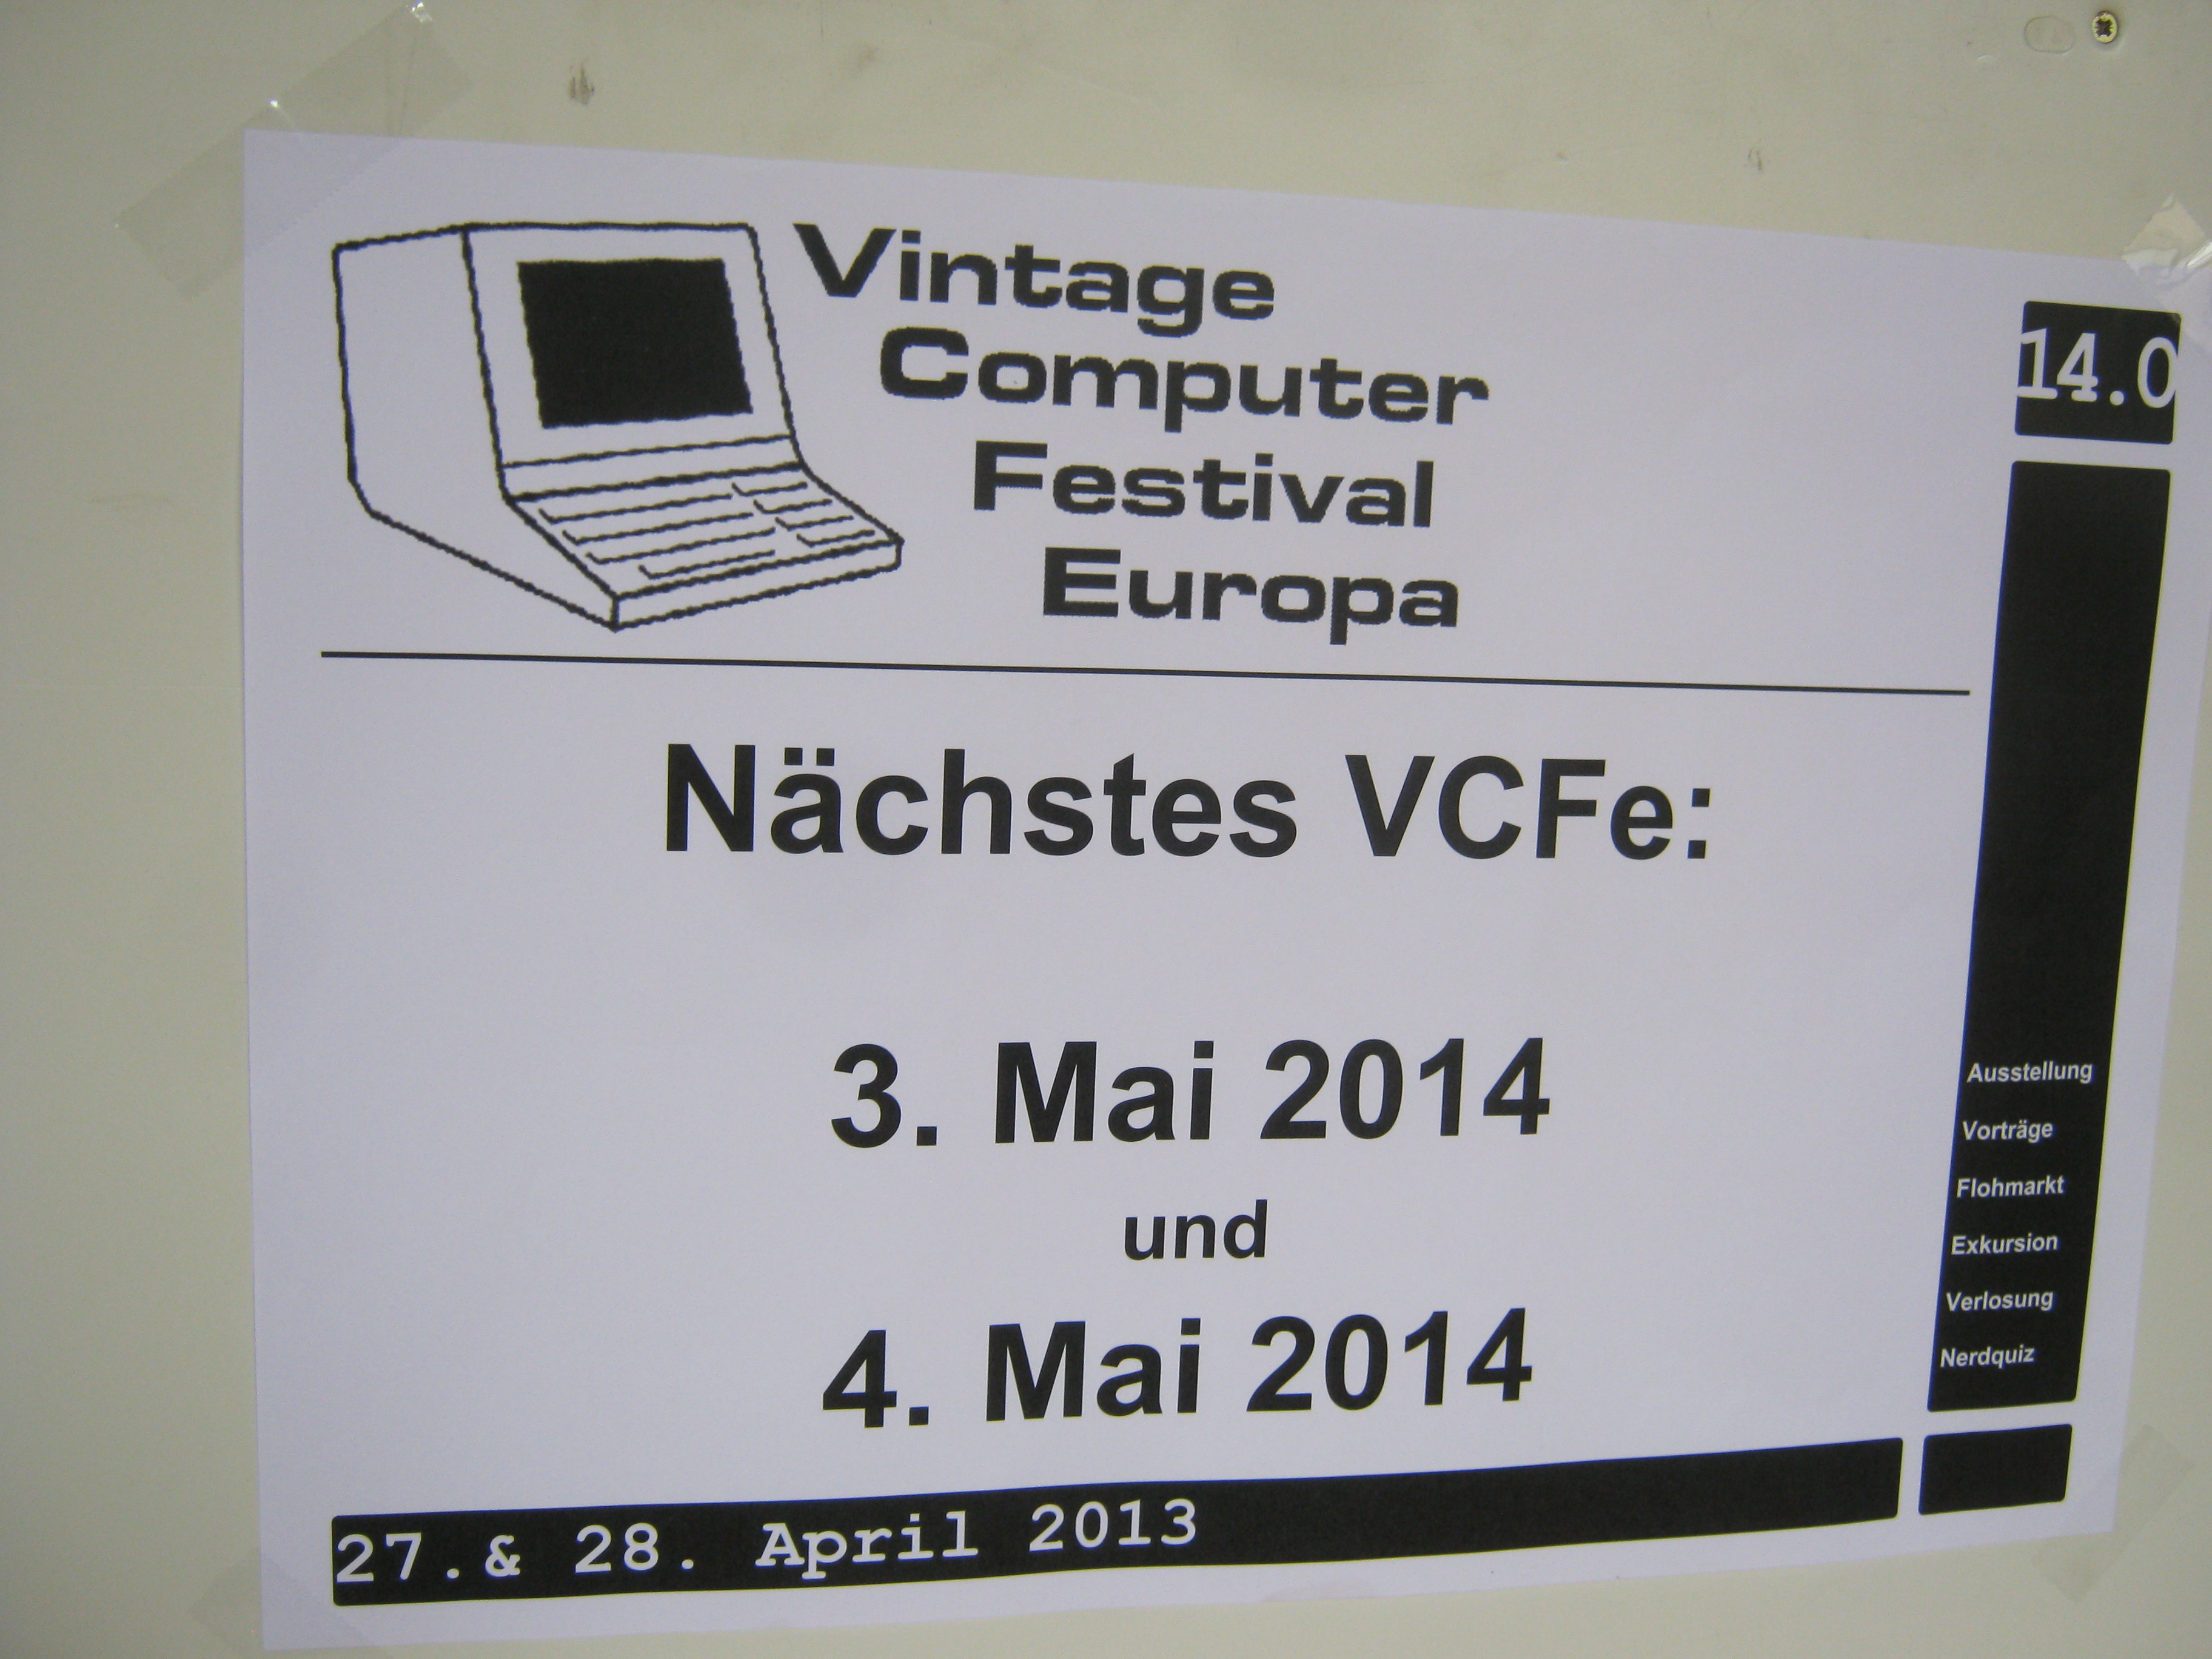 Vintage
Computer
Festival
Europa
14.0
Nächstes VCFe:
3. Mai 2014
und
4. Mai 2014
Ausstellung
Vorträge
Flohmarkt
Exkursion
Verlosung
Nerdquiz
27.& 28. April 2013